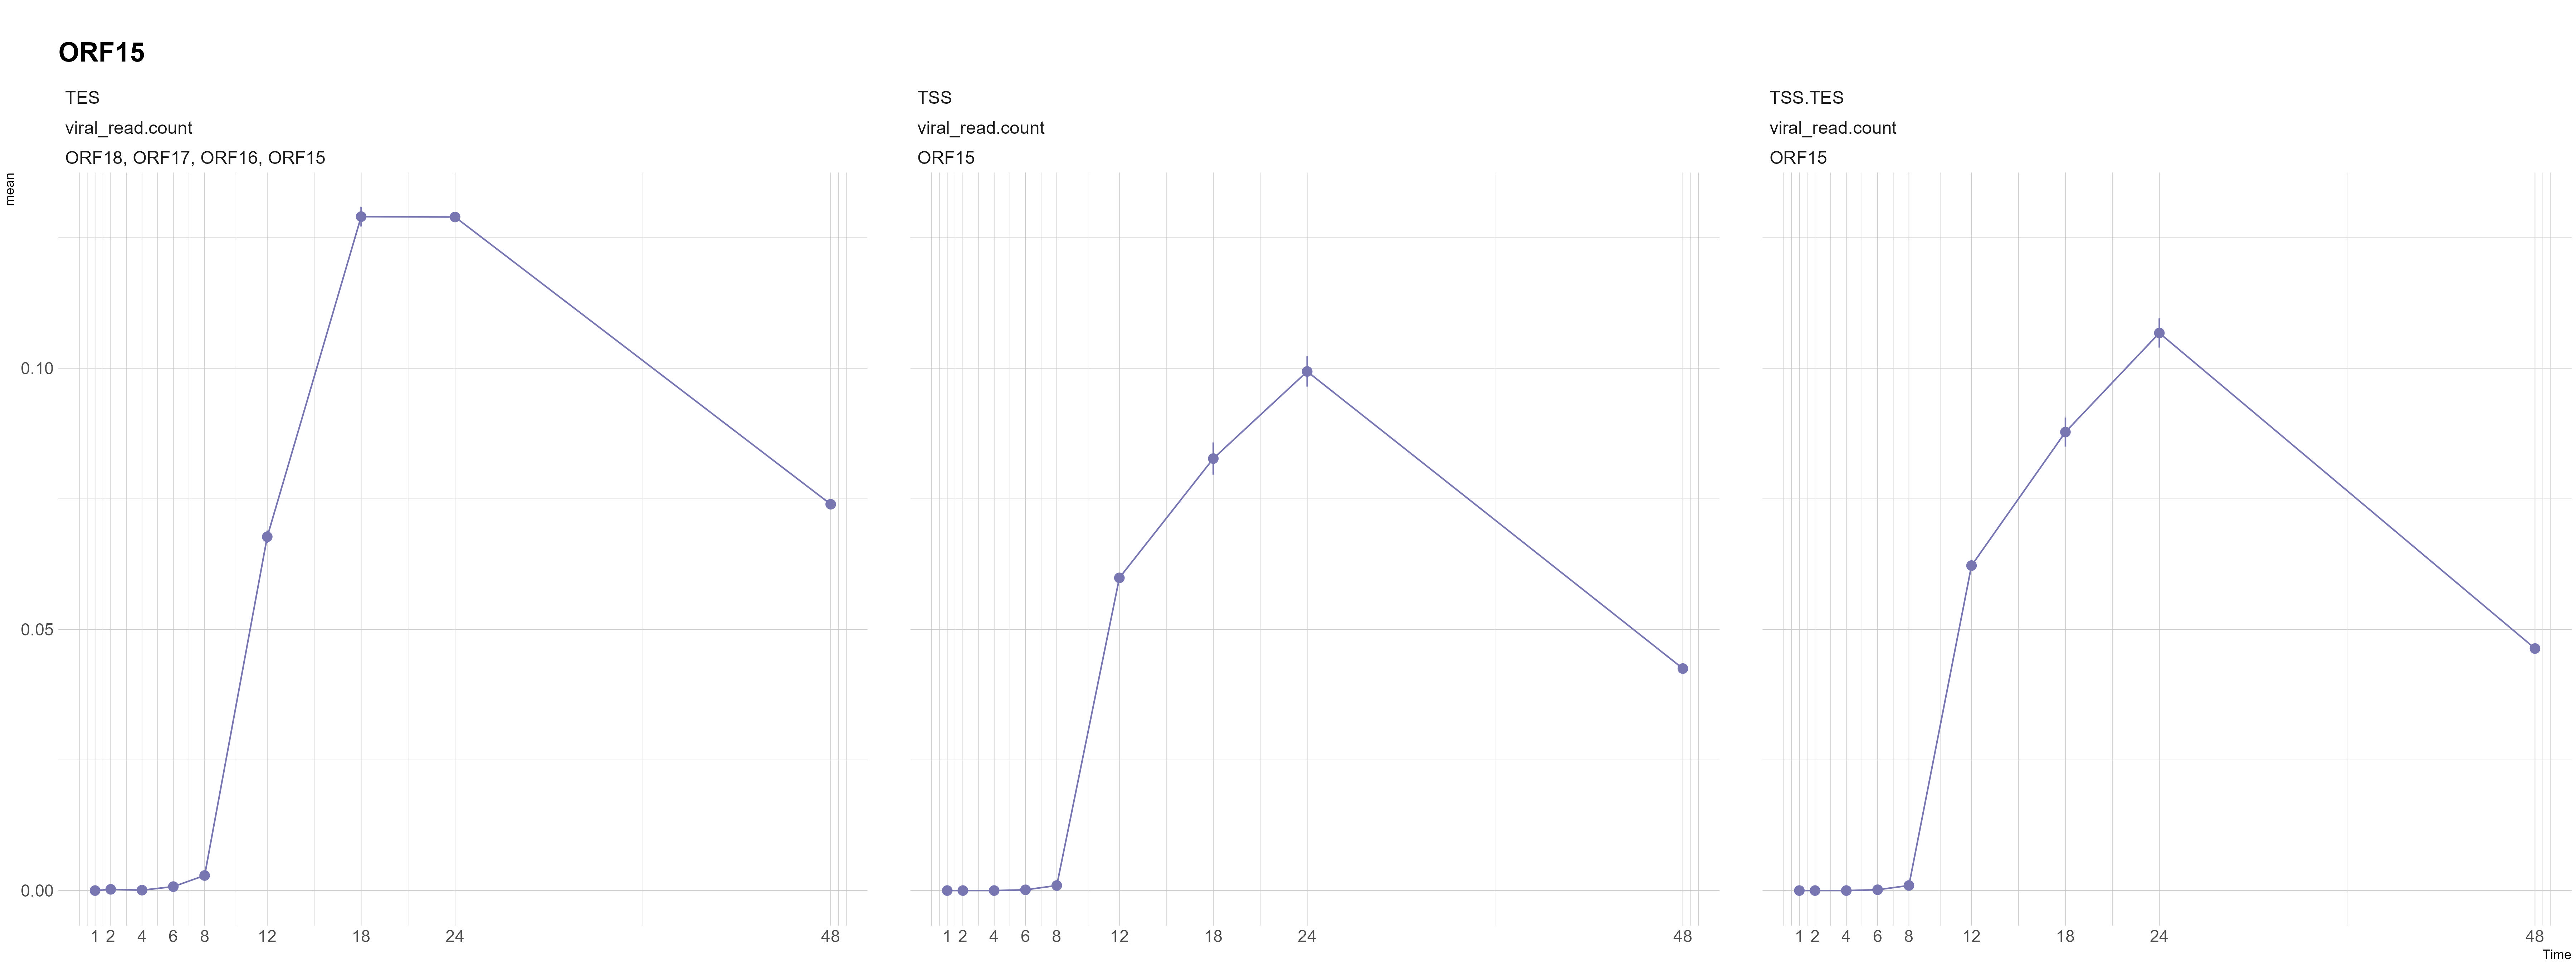 ORF15
TES
viral_read.count
ORF18, ORF17, ORF16, ORF15
TSS
viral_read.count
ORF15
TSS.TES
viral_read.count
ORF15
mean
0.10
0.05
0.00
1 2 4 6 8 12 18 24 48
1 2 4 6 8 12 18 24 48
1 2 4 6 8 12 18 24 48
Time